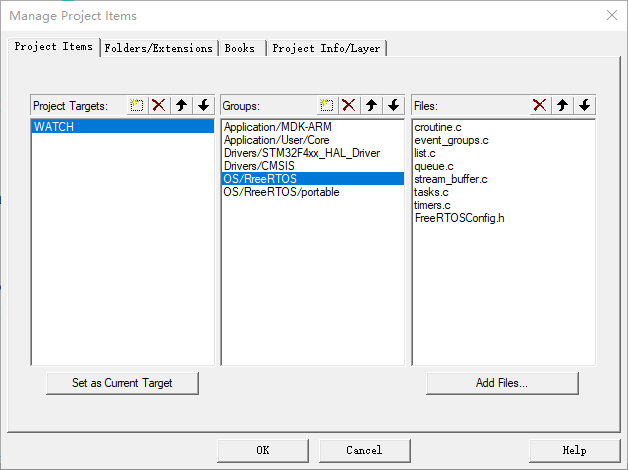 Manage Project Items
Project Items Folders/Extensions Books Project Info/Layer
Project Targets: Groups: Files:
WATCH
Application/MDK-ARM
Application/User/Core
Drivers/STM32F4xx_HAL_Driver
Drivers/CMSIS
OS/RreeRTOS
OS/RreeRTOS/portable
croutine.c
event_groups.c
list.c
queue.c
stream_buffer.c
tasks.c
timers.c
FreeRTOSConfig.h
Set as Current Target Add Files...
OK Cancel Help